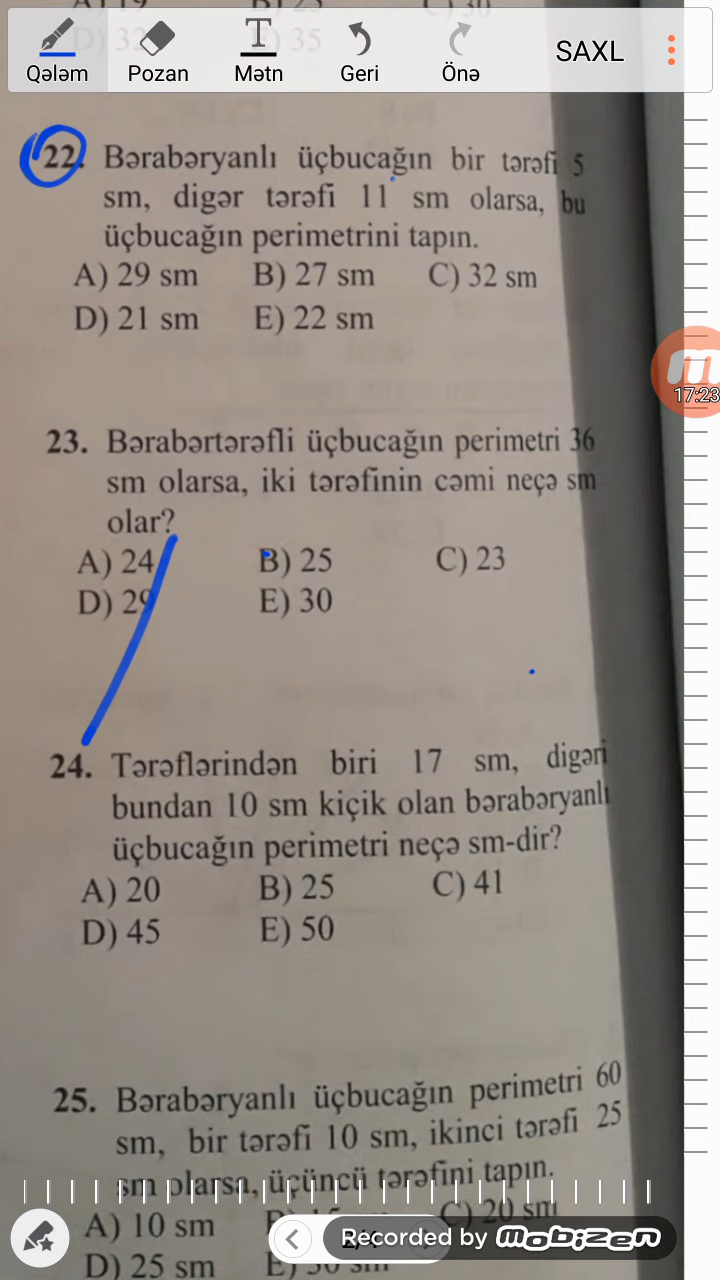 D) 32 E) 35
Qələm Pozan Mətn Geri Önə SAXL
22. Bərabəryanlı üçbucağın bir tərəfi 5
sm, digər tərəfi 11 sm olarsa, bu
üçbucağın perimetrini tapın.
A) 29 sm B) 27 sm C) 32 sm
D) 21 sm E) 22 sm
17:23
23. Bərabərtərəfli üçbucağın perimetri 36
sm olarsa, iki tərəfinin cəmi neçə sm
olar?
A) 24 B) 25 C) 23
D) 29 E) 30
24. Tərəflərindən biri 17 sm, digəri
bundan 10 sm kiçik olan bərabəryanlı
üçbucağın perimetri neçə sm-dir?
A) 20 B) 25 C) 41
D) 45 E) 50
25. Bərabəryanlı üçbucağın perimetri 60
sm, bir tərəfi 10 sm, ikinci tərəfi 25
sm olarsa, üçüncü tərəfini tapın.
A) 10 sm C) 20 sm
Recorded by mobizen
D) 25 sm